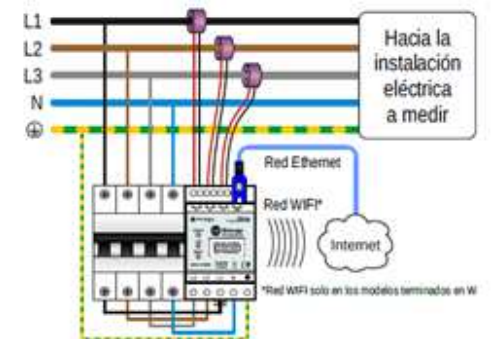 L1
L2
L3
N
Hacia la
instalación
eléctrica
a medir
Red Ethernet
Red WIFI*
Internet
*Red WIFI solo en los modelos terminados en W